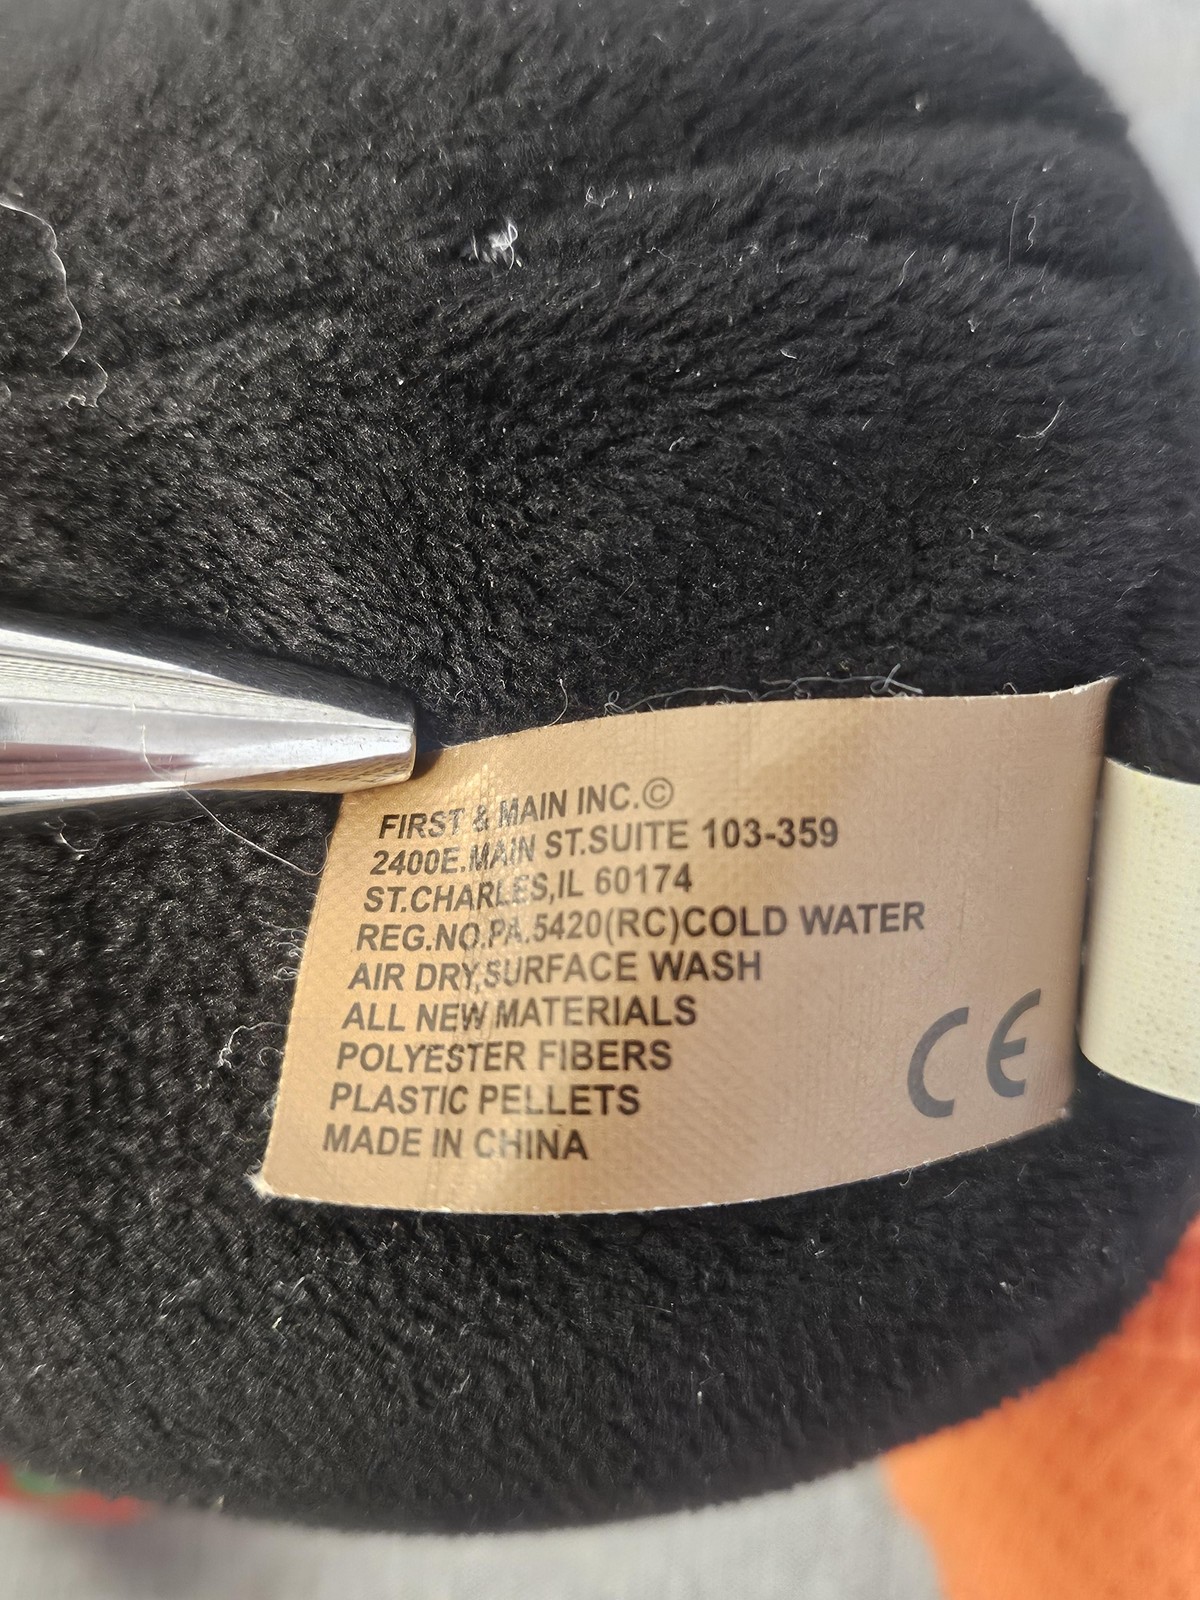 FIRST & MAIN INC.©
2400E.MAIN ST.SUITE 103-359
ST.CHARLES,IL 60174
REG.NO.PA.5420(RC)COLD WATER
AIR DRY,SURFACE WASH
ALL NEW MATERIALS
POLYESTER FIBERS
PLASTIC PELLETS
MADE IN CHINA
CE